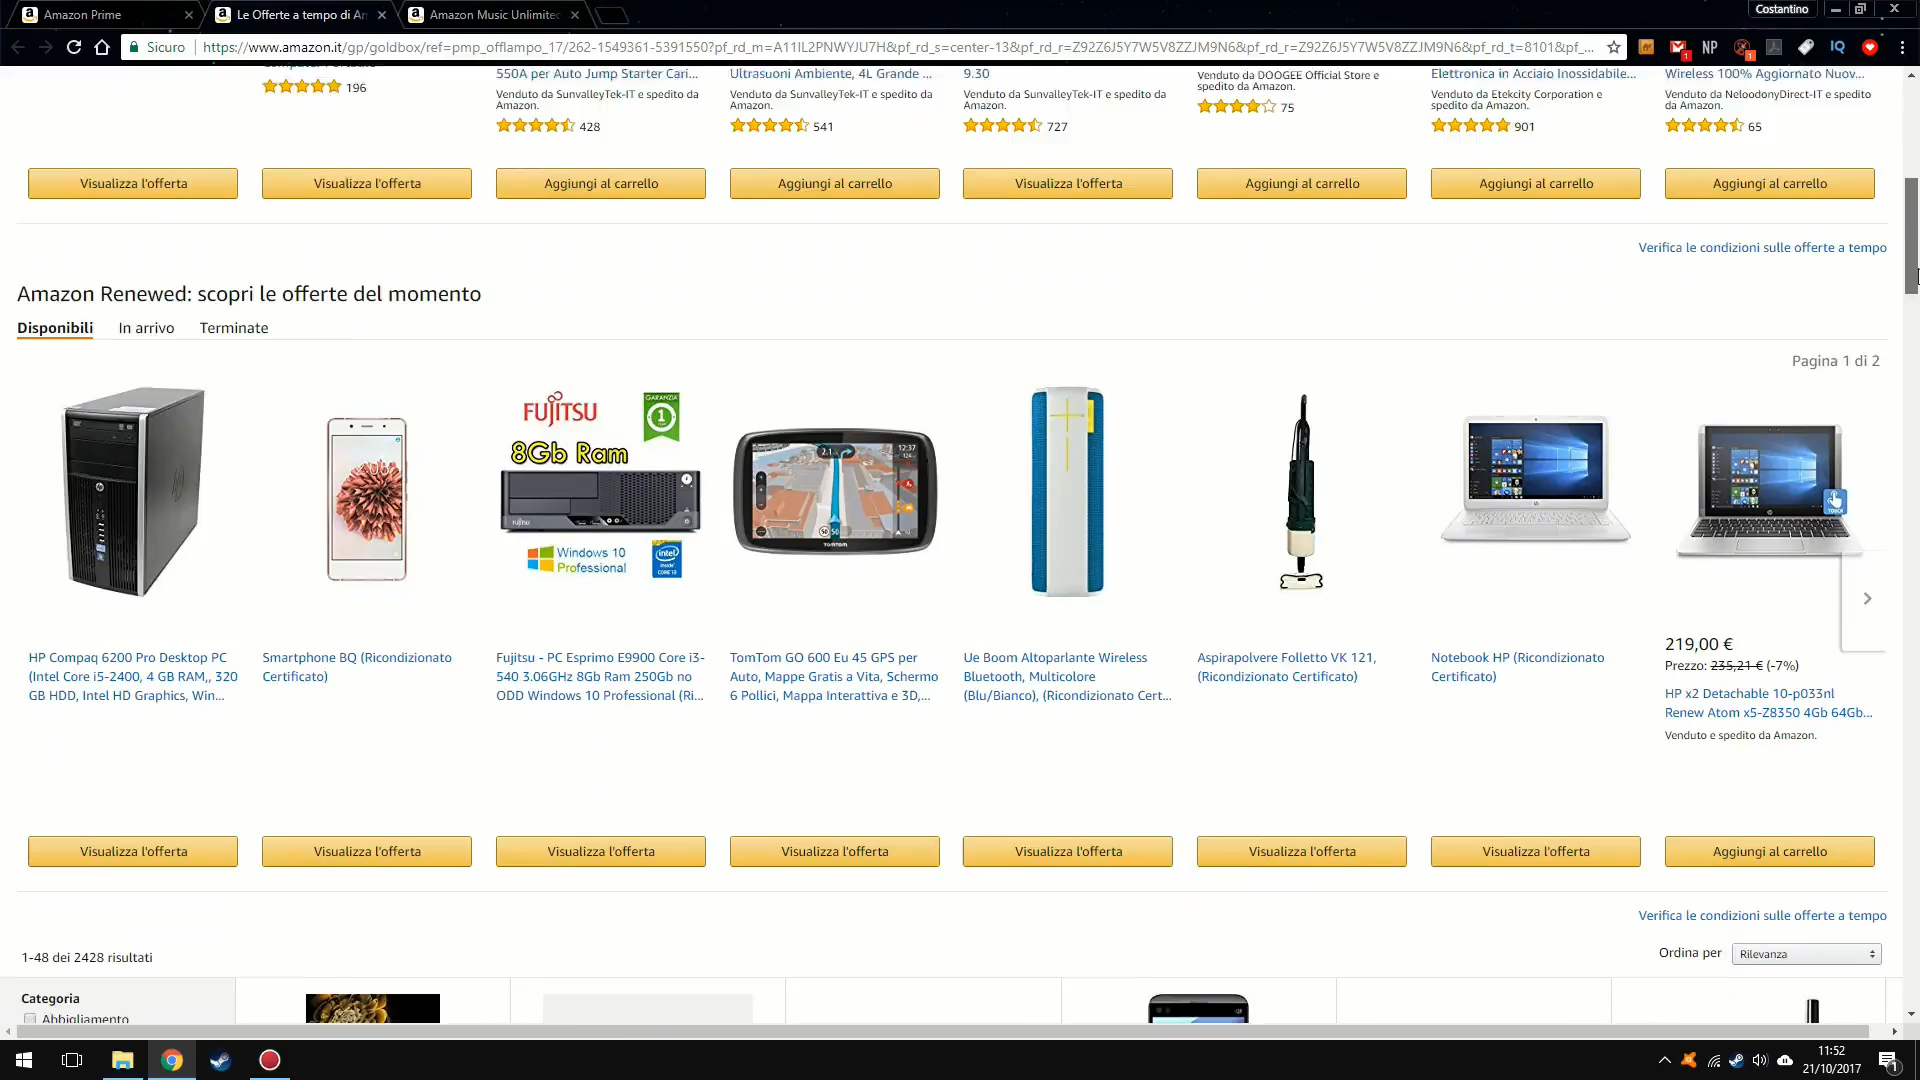 Amazon Prime
Le Offerte a tempo di Am
Amazon Music Unlimited
Costantino
Sicuro
https://www.amazon.it/gp/goldbox/ref=pmp_offlampo_17/262-1549361-5391550?pf_rd_m=A11IL2PNWYJU7H&pf_rd_s=center-13&pf_rd_r=Z92Z6J5Y7W5V8ZZJM9N6&pf_rd_r=Z92Z6J5Y7W5V8ZZJM9N6&pf_rd_t=8101&pf_...
NP
IQ
550A per Auto Jump Starter Cari...
Ultrasuoni Ambiente, 4L Grande ...
9.30
Venduto da DOOGEE Official Store e
spedito da Amazon.
Elettronica in Acciaio Inossidabile...
Wireless 100% Aggiornato Nuov...
196
Venduto da SunvalleyTek-IT e spedito da
Amazon.
Venduto da SunvalleyTek-IT e spedito da
Amazon.
Venduto da SunvalleyTek-IT e spedito da
Amazon.
75
Venduto da Etekcity Corporation e
spedito da Amazon.
Venduto da NeloodonyDirect-IT e spedito
da Amazon.
428
541
727
901
65
Visualizza l'offerta
Visualizza l'offerta
Aggiungi al carrello
Aggiungi al carrello
Visualizza l'offerta
Aggiungi al carrello
Aggiungi al carrello
Aggiungi al carrello
Verifica le condizioni sulle offerte a tempo
Amazon Renewed: scopri le offerte del momento
Disponibili
In arrivo
Terminate
Pagina 1 di 2
FUJITSU
GARANZIA
1
8Gb Ram
FUJITSU
Windows 10
Professional
intel
inside
CORE i3
2.1
12:37
50
50
TOMTOM
hp
TOUCH
HP Compaq 6200 Pro Desktop PC
(Intel Core i5-2400, 4 GB RAM,, 320
GB HDD, Intel HD Graphics, Win...
Smartphone BQ (Ricondizionato
Certificato)
Fujitsu - PC Esprimo E9900 Core i3-
540 3.06GHz 8Gb Ram 250Gb no
ODD Windows 10 Professional (Ri...
TomTom GO 600 Eu 45 GPS per
Auto, Mappe Gratis a Vita, Schermo
6 Pollici, Mappa Interattiva e 3D,...
Ue Boom Altoparlante Wireless
Bluetooth, Multicolore
(Blu/Bianco), (Ricondizionato Cert...
Aspirapolvere Folletto VK 121,
(Ricondizionato Certificato)
Notebook HP (Ricondizionato
Certificato)
219,00 €
Prezzo: 235,21 € (-7%)
HP x2 Detachable 10-p033nl
Renew Atom x5-Z8350 4Gb 64Gb...
Venduto e spedito da Amazon.
Visualizza l'offerta
Visualizza l'offerta
Visualizza l'offerta
Visualizza l'offerta
Visualizza l'offerta
Visualizza l'offerta
Visualizza l'offerta
Aggiungi al carrello
Verifica le condizioni sulle offerte a tempo
1-48 dei 2428 risultati
Ordina per
Rilevanza
Categoria
Abbigliamento
11:52
21/10/2017
1